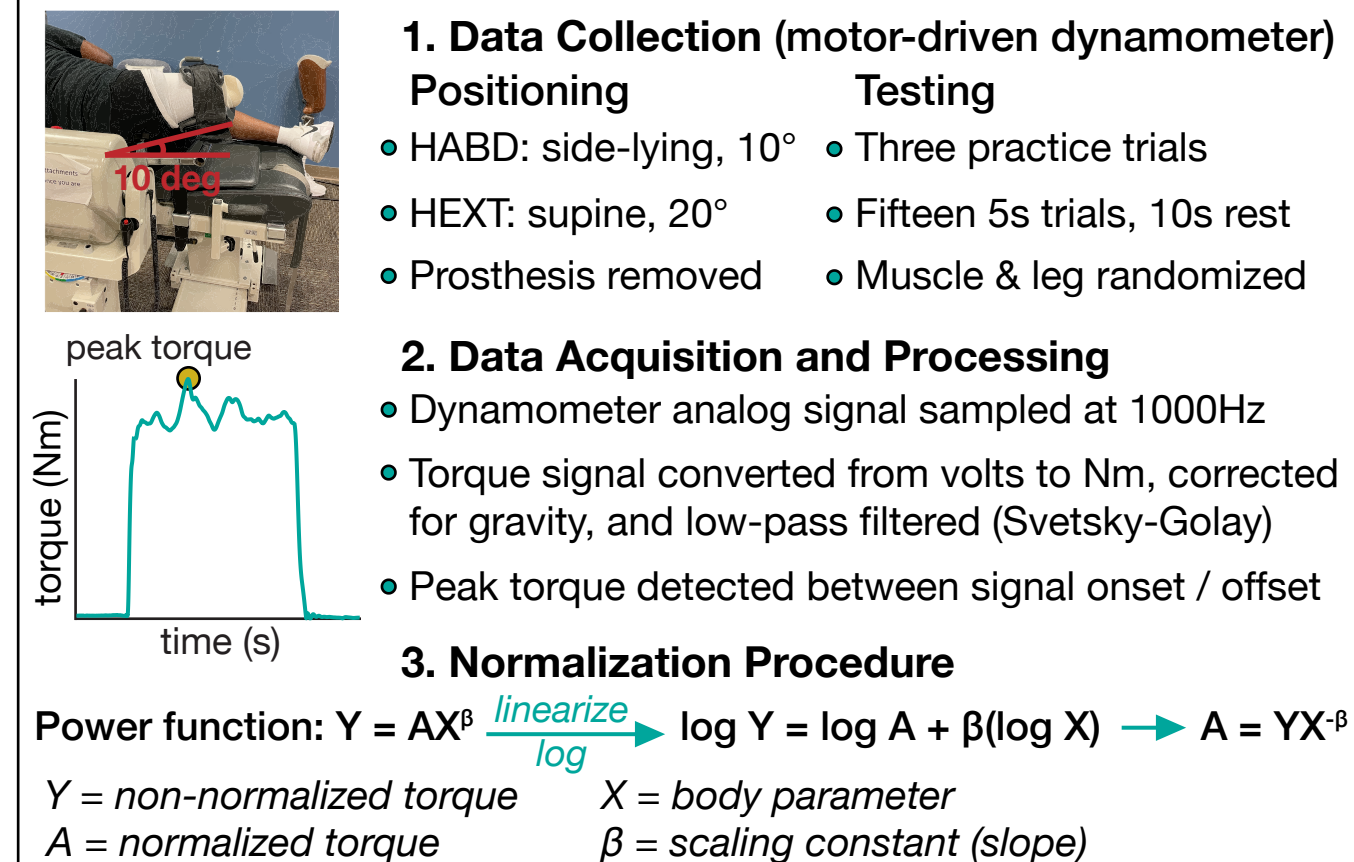 1. Data Collection (motor-driven dynamometer)
Positioning
HABD: side-lying, 10°
HEXT: supine, 20°
Prosthesis removed
Testing
Three practice trials
Fifteen 5s trials, 10s rest
Muscle & leg randomized
10 deg
2. Data Acquisition and Processing
Dynamometer analog signal sampled at 1000Hz
Torque signal converted from volts to Nm, corrected
for gravity, and low-pass filtered (Svetsky-Golay)
Peak torque detected between signal onset / offset
peak torque
torque (Nm)
time (s)
3. Normalization Procedure
Power function: Y = AX^β linearize log → log Y = log A + β(log X) → A = YX^-β
Y = non-normalized torque
X = body parameter
A = normalized torque
β = scaling constant (slope)